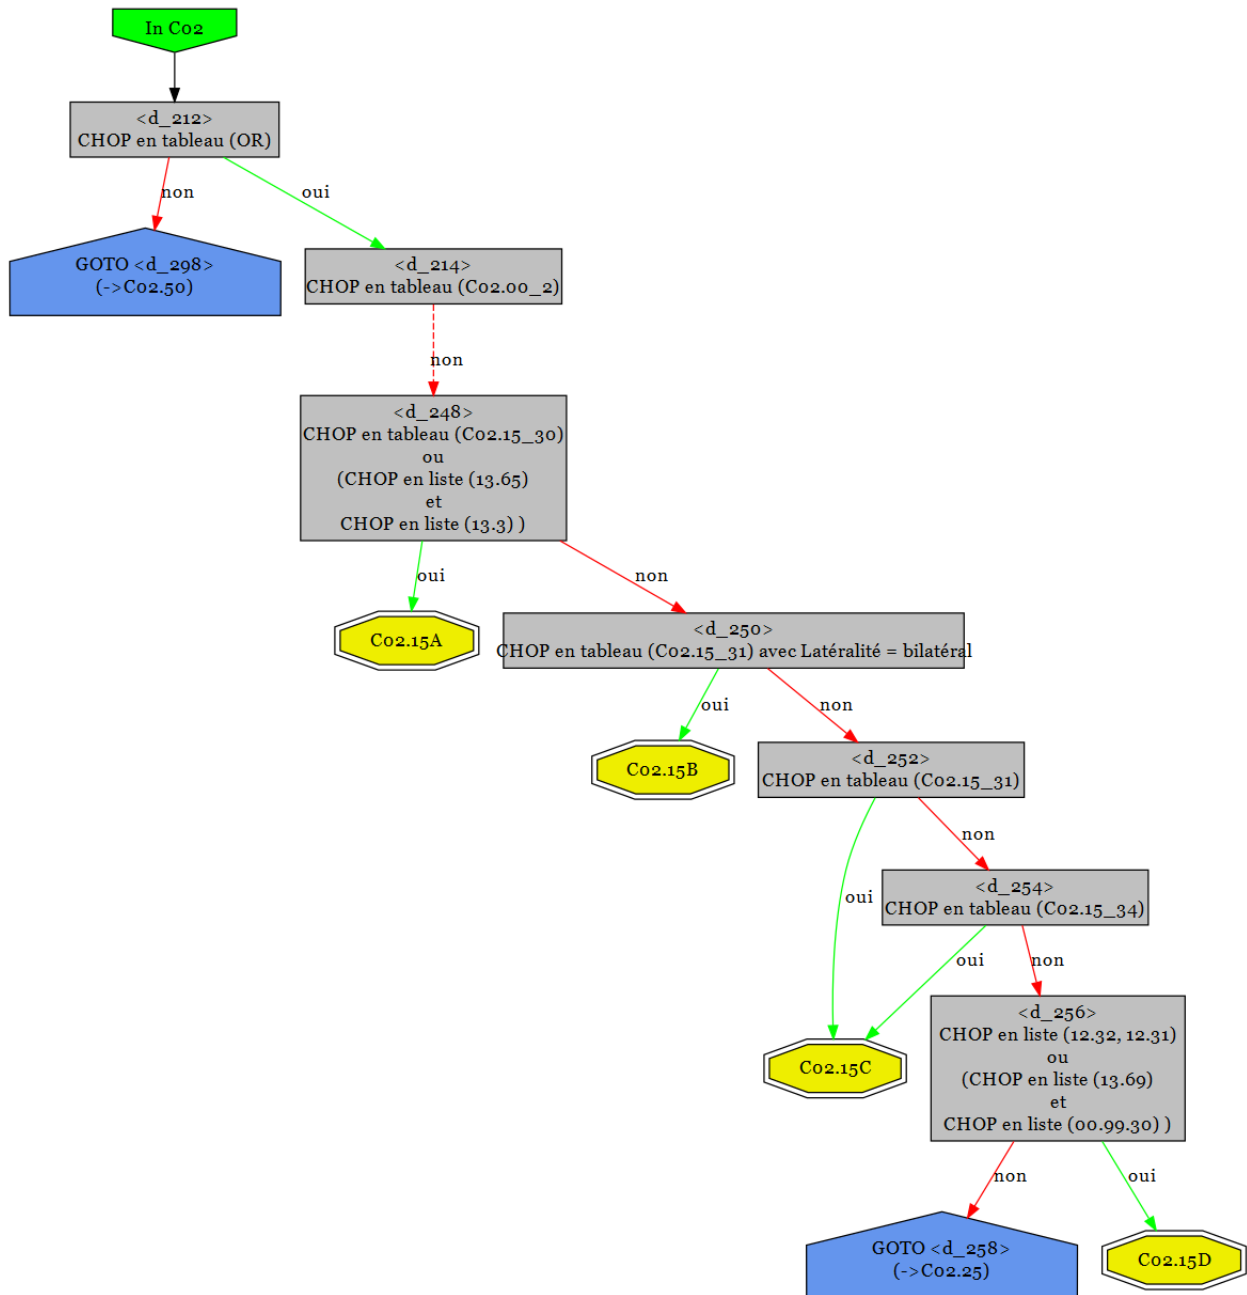 In C02
<d_212>
CHOP en tableau (OR)
non
oui
GOTO <d_298>
(->C02.50)
<d_214>
CHOP en tableau (C02.00_2)
non
<d_248>
CHOP en tableau (C02.15_30)
ou
(CHOP en liste (13.65)
et
CHOP en liste (13.3) )
oui
non
C02.15A
<d_250>
CHOP en tableau (C02.15_31) avec Latéralité = bilatéral
oui
non
C02.15B
<d_252>
CHOP en tableau (C02.15_31)
non
oui
<d_254>
CHOP en tableau (C02.15_34)
oui
non
C02.15C
<d_256>
CHOP en liste (12.32, 12.31)
ou
(CHOP en liste (13.69)
et
CHOP en liste (00.99.30) )
non
oui
GOTO <d_258>
(->C02.25)
C02.15D